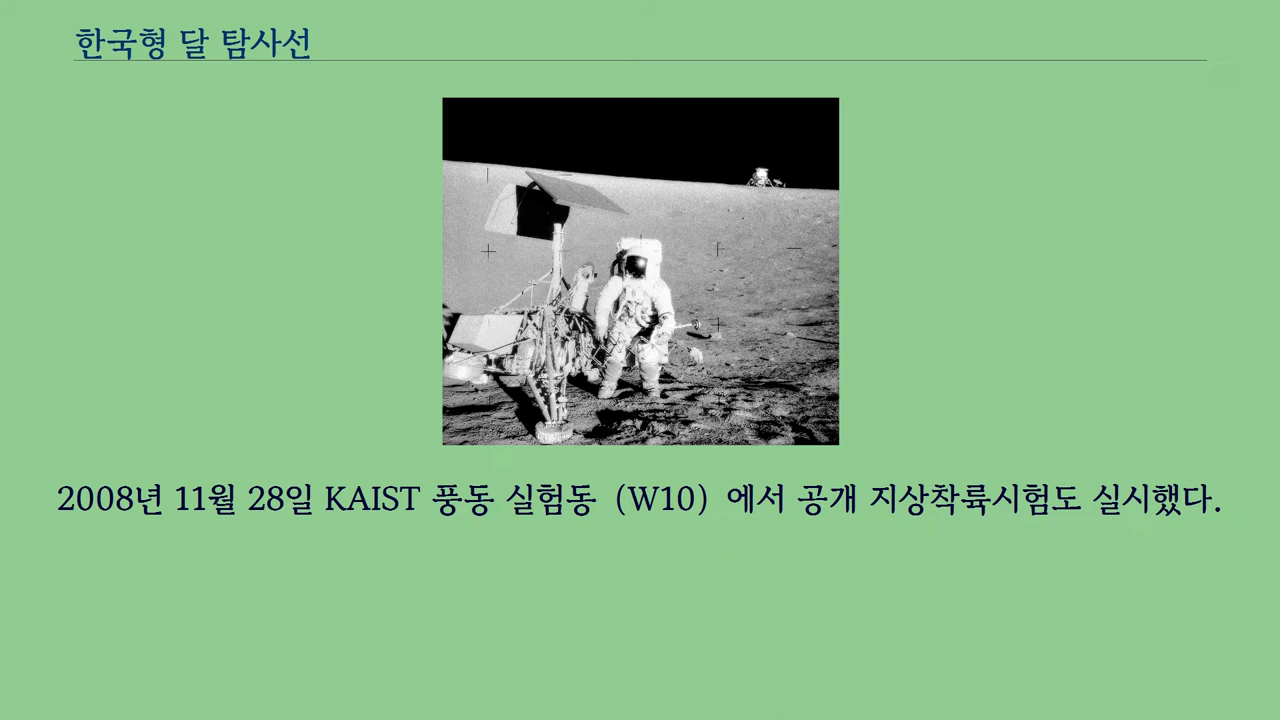 한국형 달 탐사선
2008년 11월 28일 KAIST 풍동 실험동 (W10) 에서 공개 지상착륙시험도 실시했다.